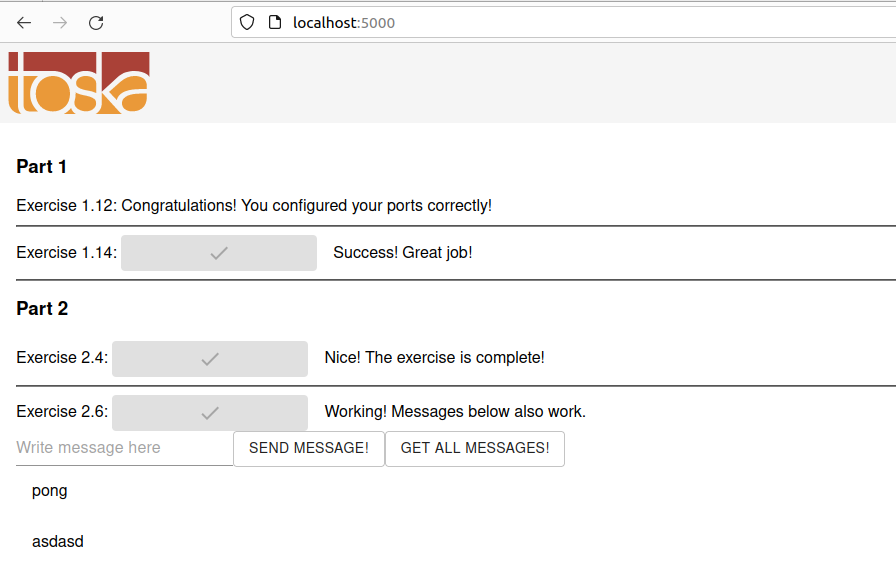 localhost:5000
toska
Part 1
Exercise 1.12: Congratulations! You configured your ports correctly!
Exercise 1.14: Success! Great job!
Part 2
Exercise 2.4: Nice! The exercise is complete!
Exercise 2.6: Working! Messages below also work.
Write message here SEND MESSAGE! GET ALL MESSAGES!
pong
asdasd